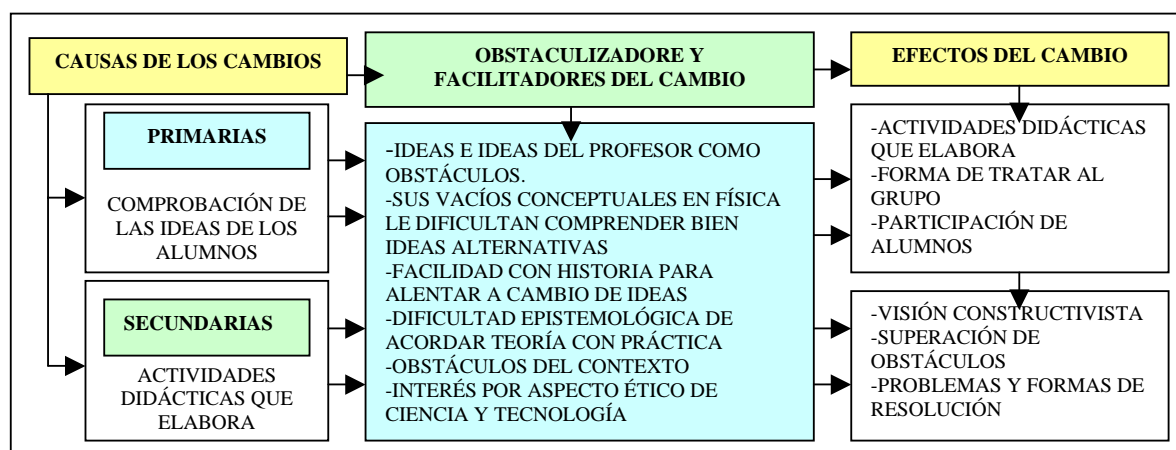 CAUSAS DE LOS CAMBIOS
PRIMARIAS
COMPROBACIÓN DE
LAS IDEAS DE LOS
ALUMNOS
SECUNDARIAS
ACTIVIDADES
DIDÁCTICAS QUE
ELABORA
OBSTACULIZADORE Y
FACILITADORES DEL CAMBIO
-IDEAS E IDEAS DEL PROFESOR COMO
OBSTÁCULOS.
-SUS VACÍOS CONCEPTUALES EN FÍSICA
LE DIFICULTAN COMPRENDER BIEN
IDEAS ALTERNATIVAS
-FACILIDAD CON HISTORIA PARA
ALENTAR A CAMBIO DE IDEAS
-DIFICULTAD EPISTEMOLÓGICA DE
ACORDAR TEORÍA CON PRÁCTICA
-OBSTÁCULOS DEL CONTEXTO
-INTERÉS POR ASPECTO ÉTICO DE
CIENCIA Y TECNOLOGÍA
EFECTOS DEL CAMBIO
-ACTIVIDADES DIDÁCTICAS
QUE ELABORA
-FORMA DE TRATAR AL
GRUPO
-PARTICIPACIÓN DE
ALUMNOS
-VISIÓN CONSTRUCTIVISTA
-SUPERACIÓN DE
OBSTÁCULOS
-PROBLEMAS Y FORMAS DE
RESOLUCIÓN